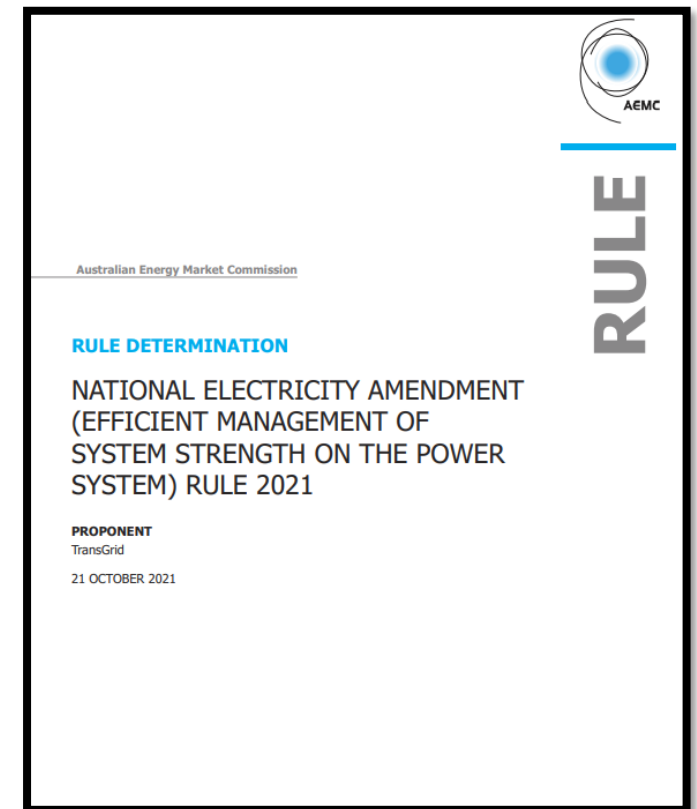 AEMC
RULE
Australian Energy Market Commission
RULE DETERMINATION
NATIONAL ELECTRICITY AMENDMENT
(EFFICIENT MANAGEMENT OF
SYSTEM STRENGTH ON THE POWER
SYSTEM) RULE 2021
PROPONENT
TransGrid
21 OCTOBER 2021